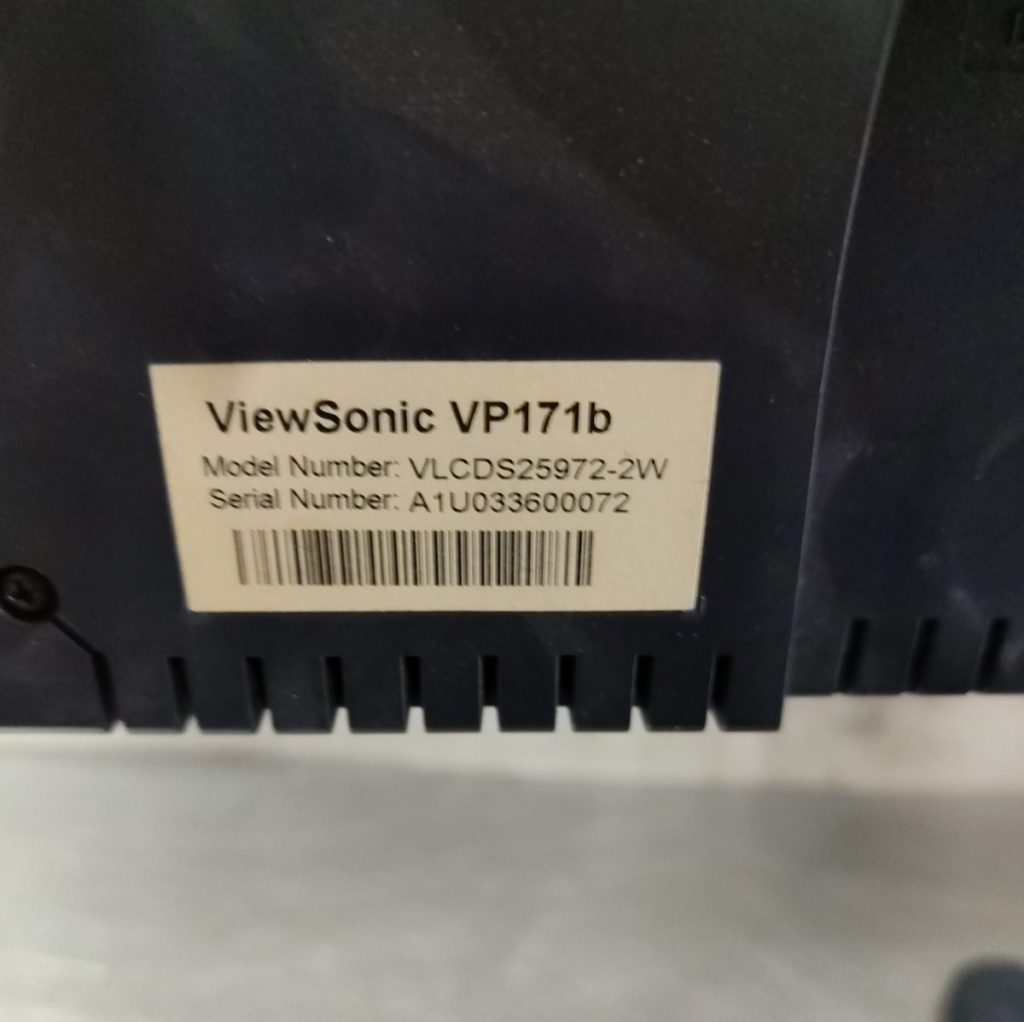 ViewSonic VP171b
Model Number: VLCDS25972-2W
Serial Number: A1U033600072